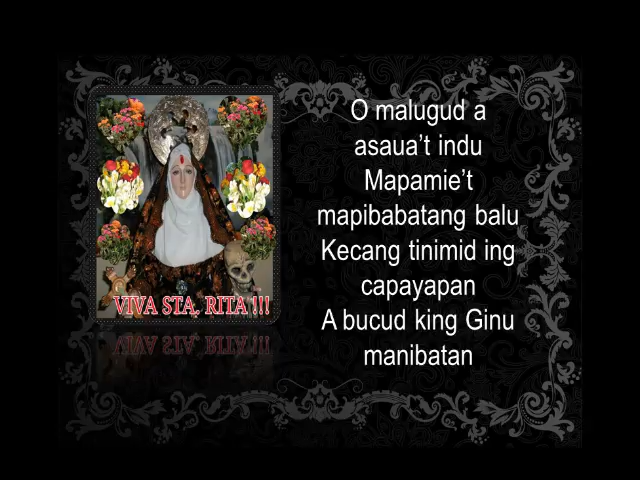 VIVA STA. RITA !!!
O malugud a
asaua’t indu
Mapamie’t
mapibabatang balu
Kecang tinimid ing
capayapan
A bucud king Ginu
manibatan